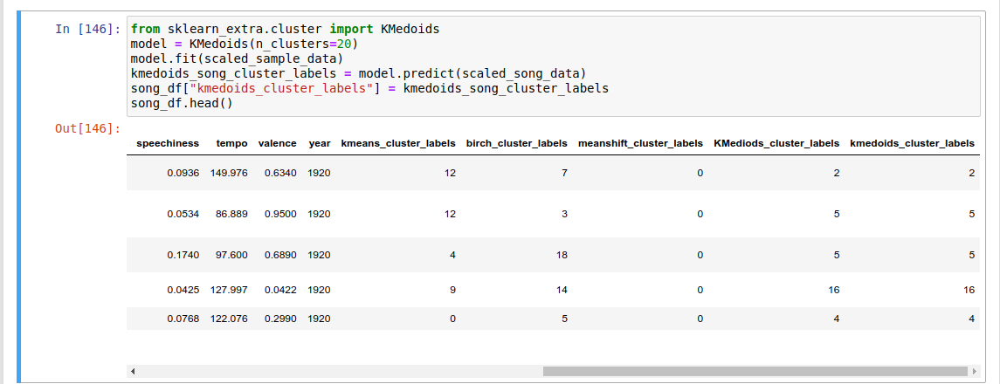 In [146]: from sklearn_extra.cluster import KMedoids
model = KMedoids(n_clusters=20)
model.fit(scaled_sample_data)
kmedoids_song_cluster_labels = model.predict(scaled_song_data)
song_df["kmedoids_cluster_labels"] = kmedoids_song_cluster_labels
song_df.head()
Out[146]:
speechiness tempo valence year kmeans_cluster_labels birch_cluster_labels meanshift_cluster_labels KMediods_cluster_labels kmedoids_cluster_labels
0.0936 149.976 0.6340 1920 12 7 0 2 2
0.0534 86.889 0.9500 1920 12 3 0 5 5
0.1740 97.600 0.6890 1920 4 18 0 5 5
0.0425 127.997 0.0422 1920 9 14 0 16 16
0.0768 122.076 0.2990 1920 0 5 0 4 4